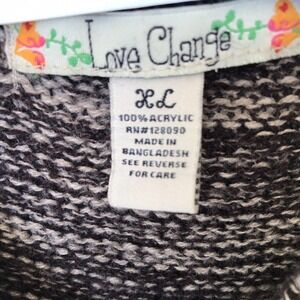 Love Change
XL
100% ACRYLIC
RN#128090
MADE IN
BANGLADESH
SEE REVERSE
FOR CARE